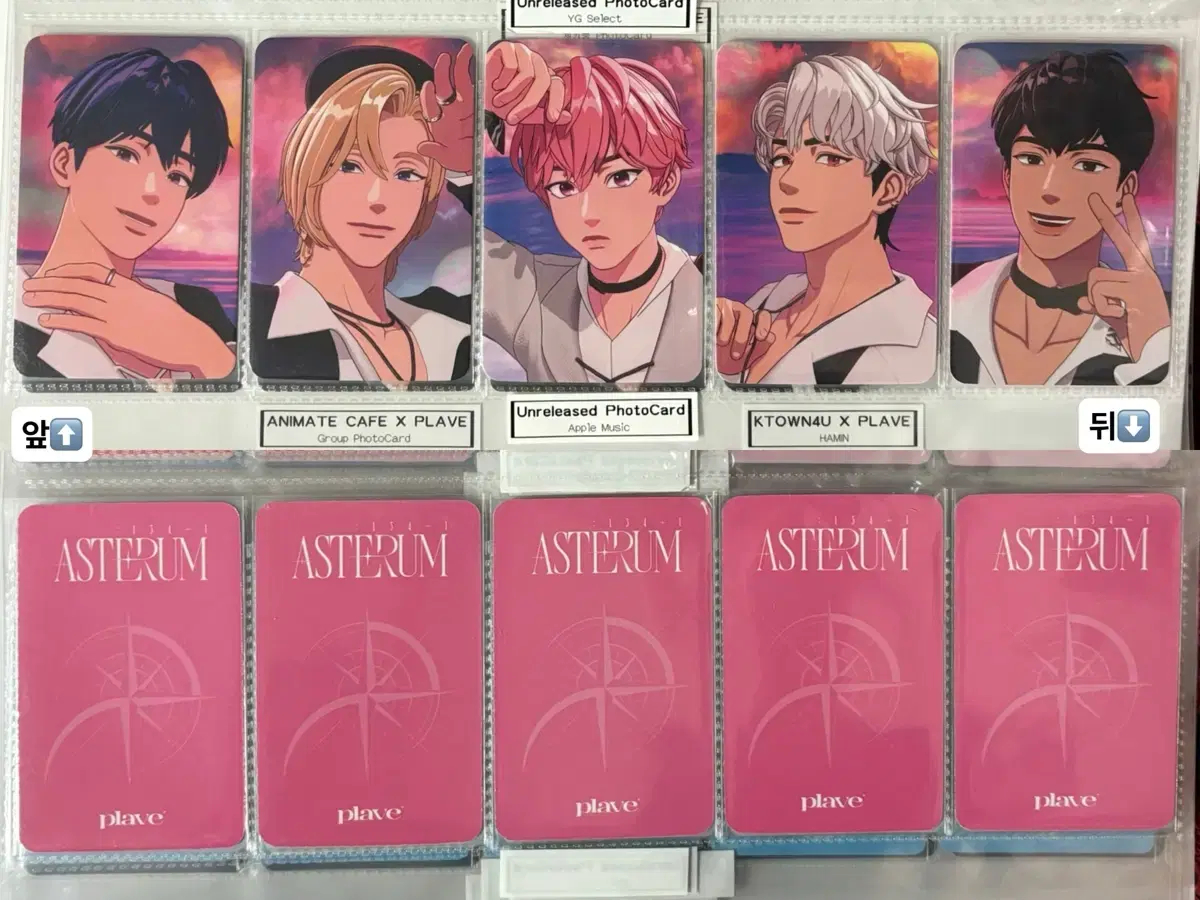 Unreleased PhotoCard
YG Select
앞⬆️
ANIMATE CAFE X PLAVE
Group PhotoCard
Unreleased PhotoCard
Apple Music
KTOWN4U X PLAVE
HAMIN
뒤⬇️
ASTERUM
ASTERUM
ASTERUM
ASTERUM
ASTERUM
plave
plave
plave
plave
plave